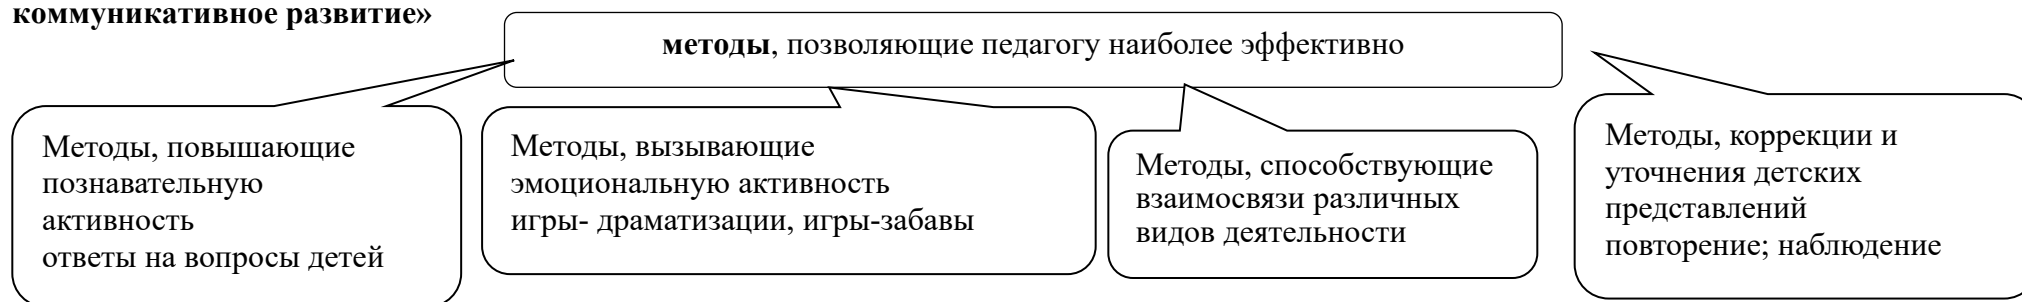 коммуникативное развитие»
методы, позволяющие педагогу наиболее эффективно
Методы, повышающие
познавательную
активность
ответы на вопросы детей
Методы, вызывающие
эмоциональную активность
игры- драматизации, игры-забавы
Методы, способствующие
взаимосвязи различных
видов деятельности
Методы, коррекции и
уточнения детских
представлений
повторение; наблюдение